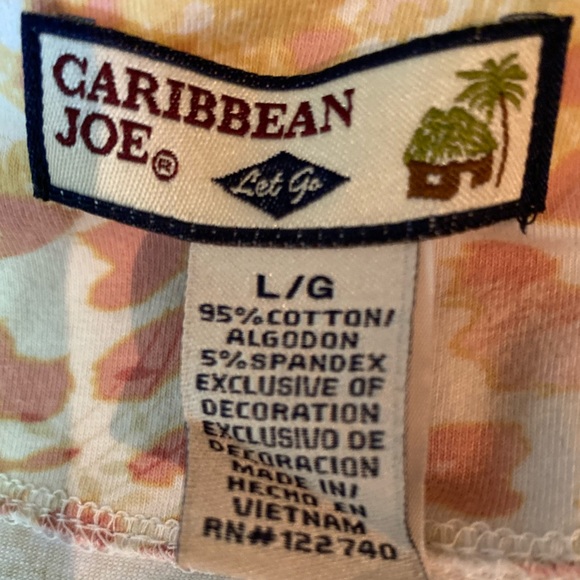 CARIBBEAN
JOE®
Let Go
L/G
95%COTTON/
ALGODON
5%SPANDEX
EXCLUSIVE OF
DECORATION
EXCLUSIVO DE
DECORACION
MADE IN/
HECHO EN
VIETNAM
RN#122740